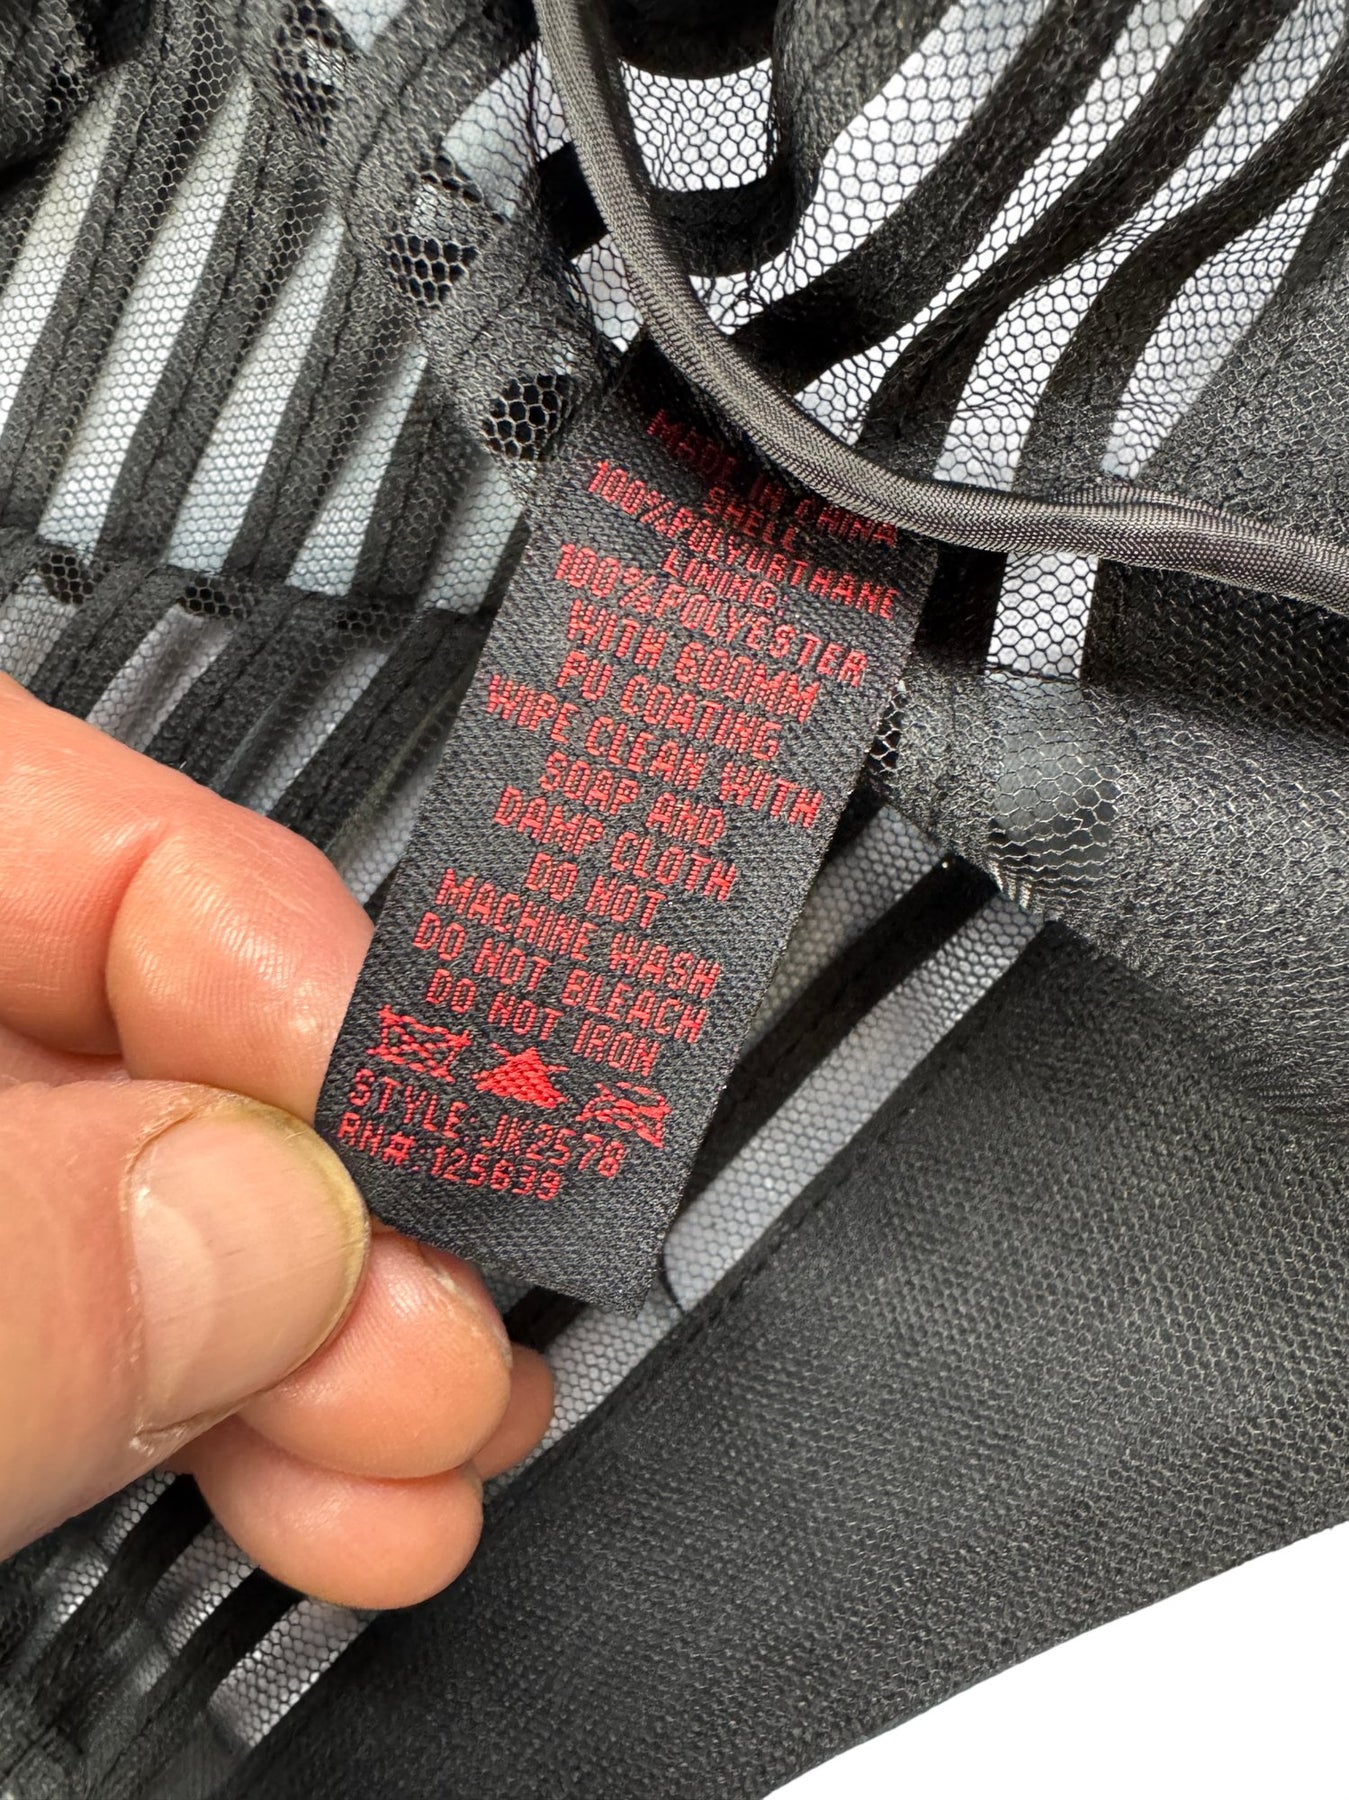 MADE IN CHINA
SHELL
100%POLYURTHANE
LINING:
100%POLYESTER
WITH 600MM
PU COATING
WIPE CLEAN WITH
SOAP AND
DAMP CLOTH
DO NOT
MACHINE WASH
DO NOT BLEACH
DO NOT IRON
STYLE: JK2578
RH#:125639